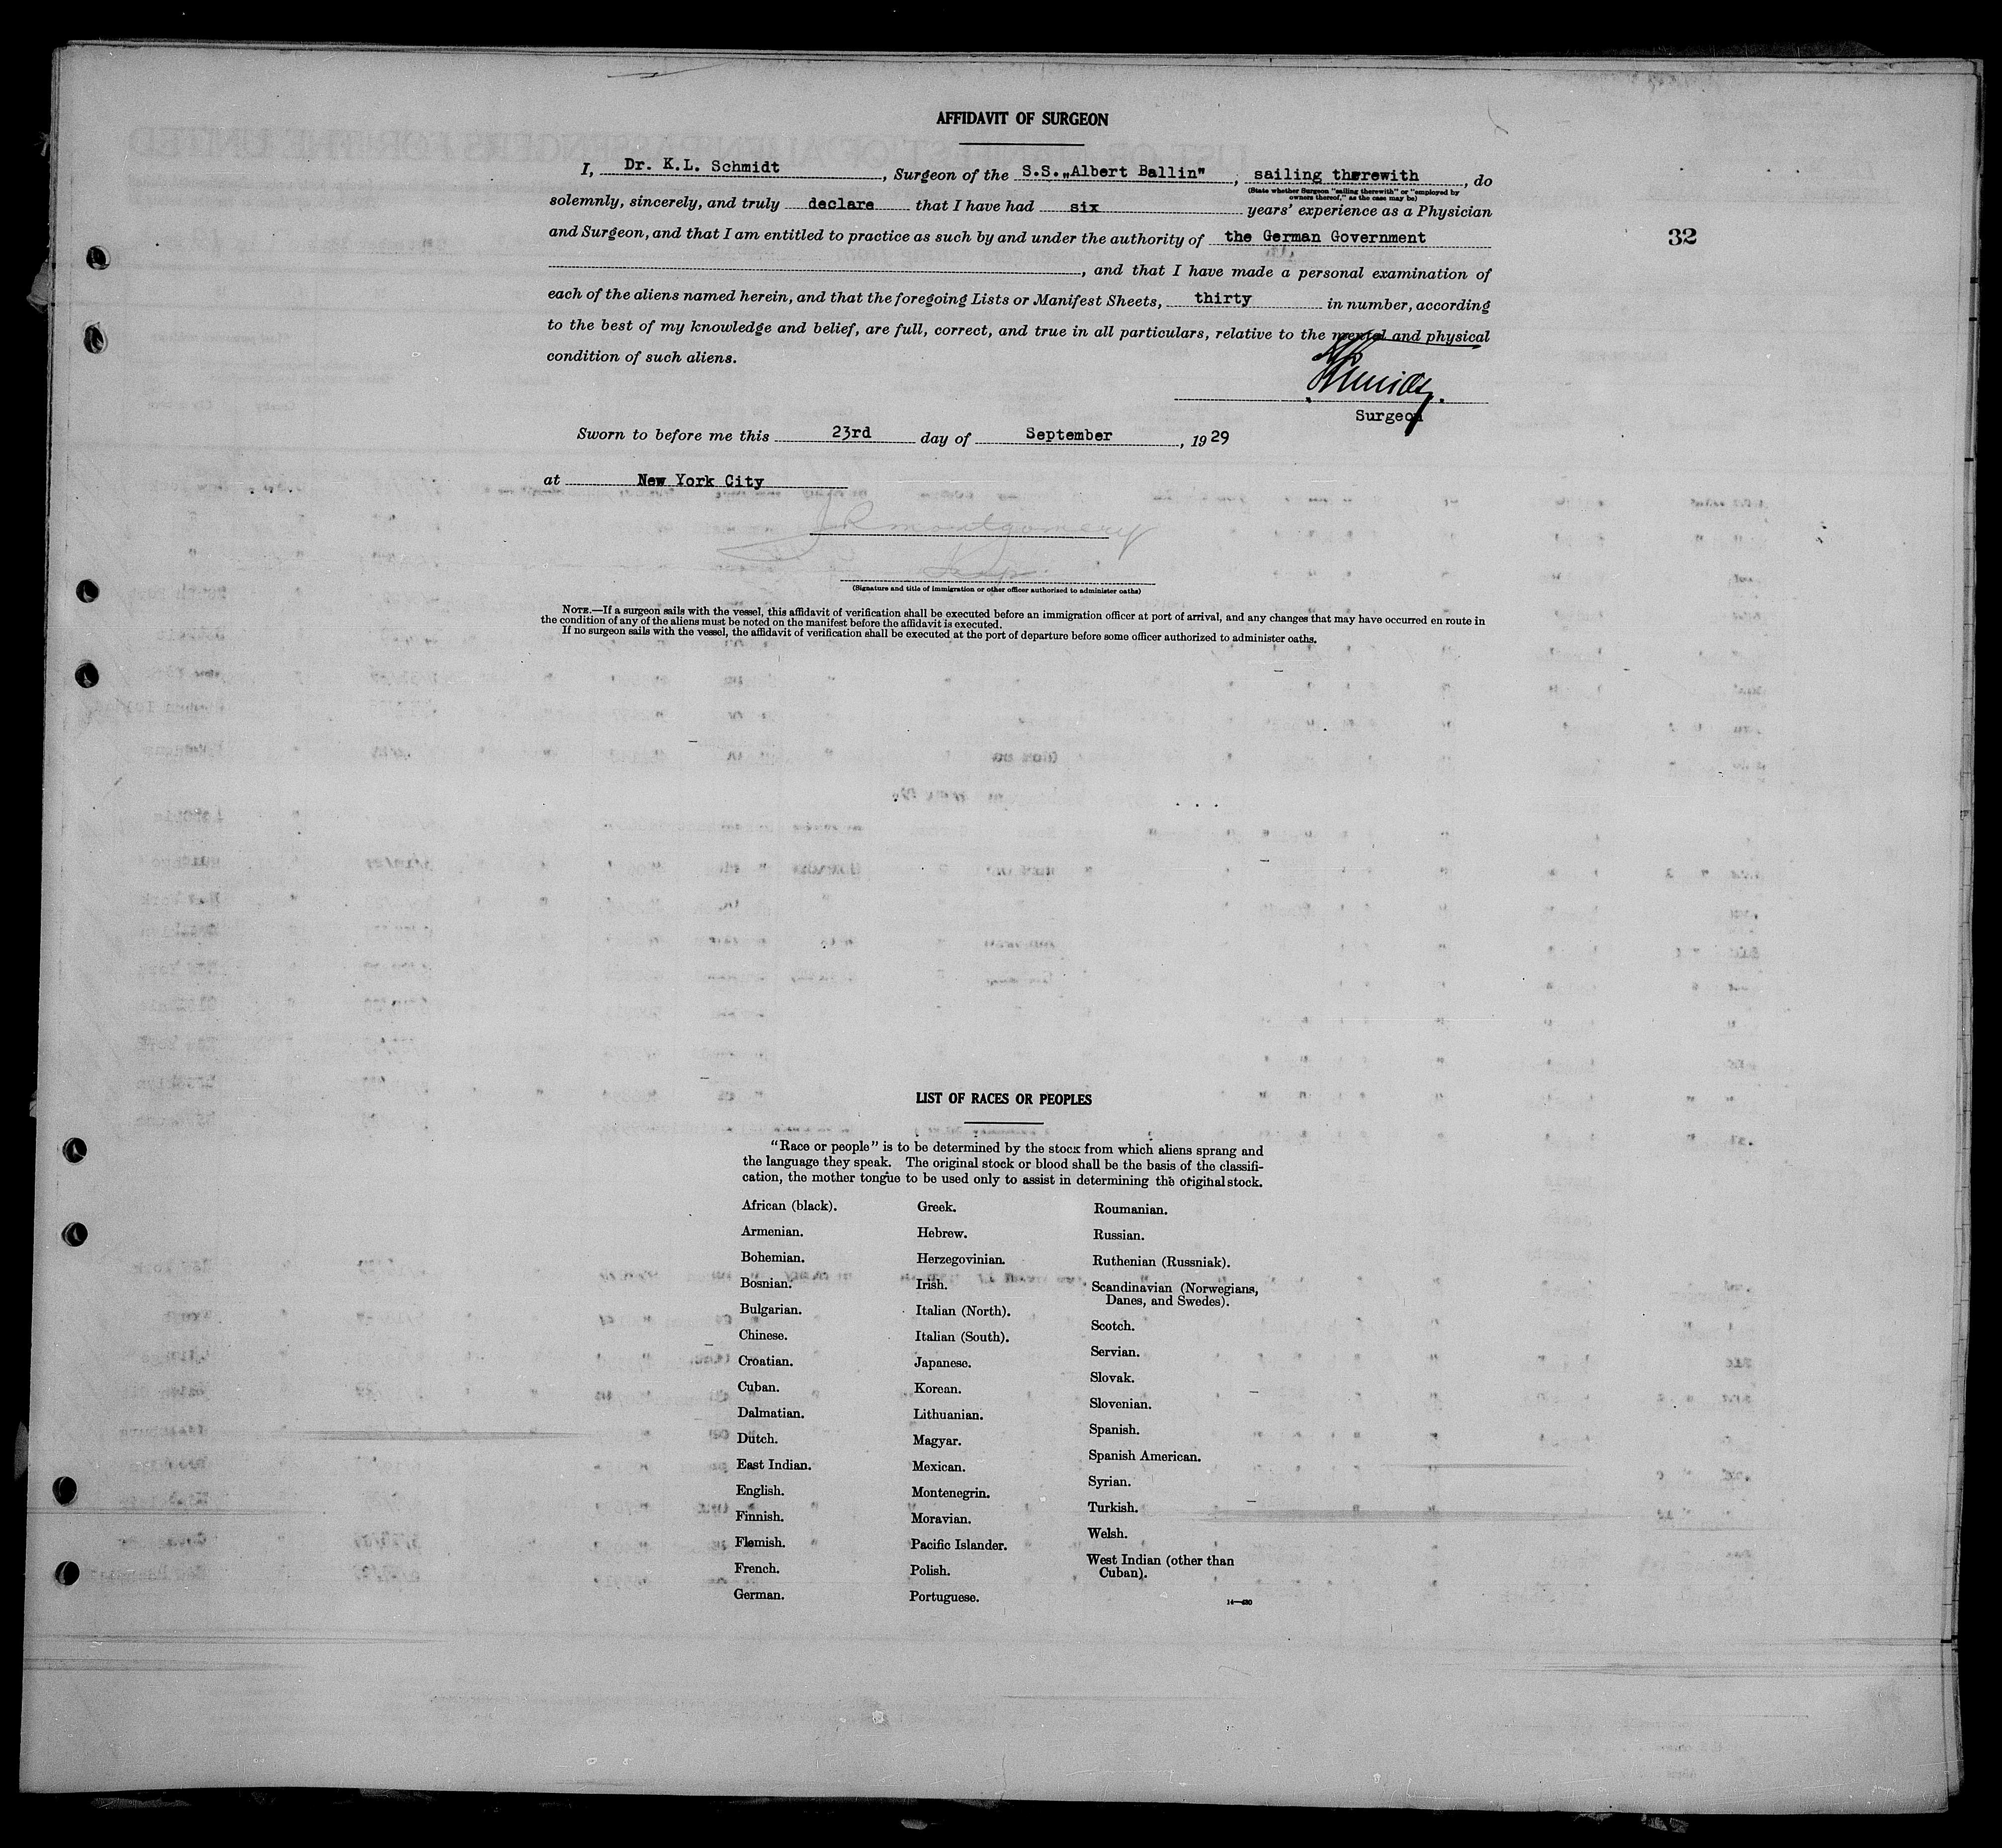 AFFIDAVIT OF SURGEON
I, Dr. K.L. Schmidt, Surgeon of the S.S. „Albert Ballin", sailing therewith, do
(State whether Surgeon "sailing therewith" or "employed by
owners thereof," as the case may be)
solemnly, sincerely, and truly declare that I have had six years' experience as a Physician
and Surgeon, and that I am entitled to practice as such by and under the authority of the German Government
32
, and that I have made a personal examination of
each of the aliens named herein, and that the foregoing Lists or Manifest Sheets, thirty in number, according
to the best of my knowledge and belief, are full, correct, and true in all particulars, relative to the mental and physical
condition of such aliens.
Schmidt.
Surgeon
Sworn to before me this 23rd day of September, 1929
at New York City
J R Montgomery
Insp.
(Signature and title of immigration or other officer authorized to administer oaths)
NOTE.—If a surgeon sails with the vessel, this affidavit of verification shall be executed before an immigration officer at port of arrival, and any changes that may have occurred en route in
the condition of any of the aliens must be noted on the manifest before the affidavit is executed.
If no surgeon sails with the vessel, the affidavit of verification shall be executed at the port of departure before some officer authorized to administer oaths.
LIST OF RACES OR PEOPLES
"Race or people" is to be determined by the stock from which aliens sprang and
the language they speak. The original stock or blood shall be the basis of the classifi-
cation, the mother tongue to be used only to assist in determining the original stock.
African (black).
Armenian.
Bohemian.
Bosnian.
Bulgarian.
Chinese.
Croatian.
Cuban.
Dalmatian.
Dutch.
East Indian.
English.
Finnish.
Flemish.
French.
German.
Greek.
Hebrew.
Herzegovinian.
Irish.
Italian (North).
Italian (South).
Japanese.
Korean.
Lithuanian.
Magyar.
Mexican.
Montenegrin.
Moravian.
Pacific Islander.
Polish.
Portuguese.
Roumanian.
Russian.
Ruthenian (Russniak).
Scandinavian (Norwegians,
Danes, and Swedes).
Scotch.
Servian.
Slovak.
Slovenian.
Spanish.
Spanish American.
Syrian.
Turkish.
Welsh.
West Indian (other than
Cuban).
14—430